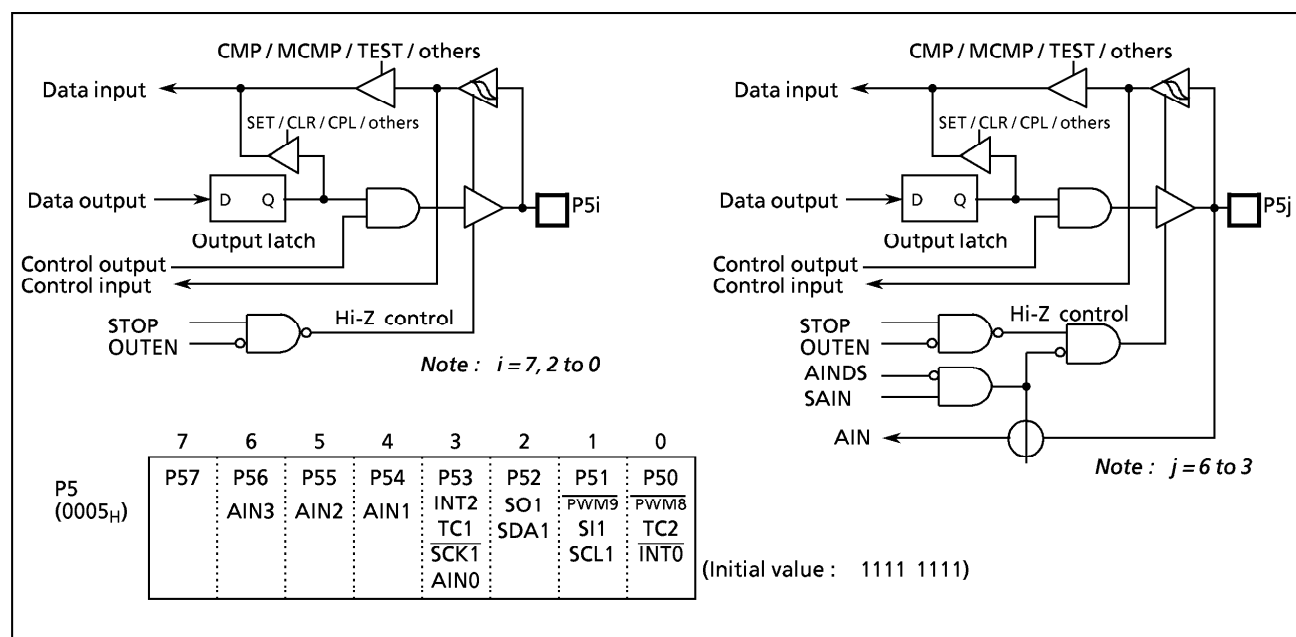 CMP / MCMP / TEST / others
Data input
SET / CLR / CPL / others
Data output
D Q
P5i
Output latch
Control output
Control input
STOP
OUTEN
Hi-Z control
Note : i = 7, 2 to 0
CMP / MCMP / TEST / others
Data input
SET / CLR / CPL / others
Data output
D Q
P5j
Output latch
Control output
Control input
Hi-Z control
STOP
OUTEN
AINDS
SAIN
AIN
Note : j = 6 to 3
7 6 5 4 3 2 1 0
P5
(0005H)
P57 P56 P55 P54 P53 P52 P51 P50
AIN3 AIN2 AIN1 INT2 SO1 PWM9 PWM8
TC1 SDA1 SI1 TC2
SCK1 SCL1 INT0
AIN0
(Initial value : 1111 1111)